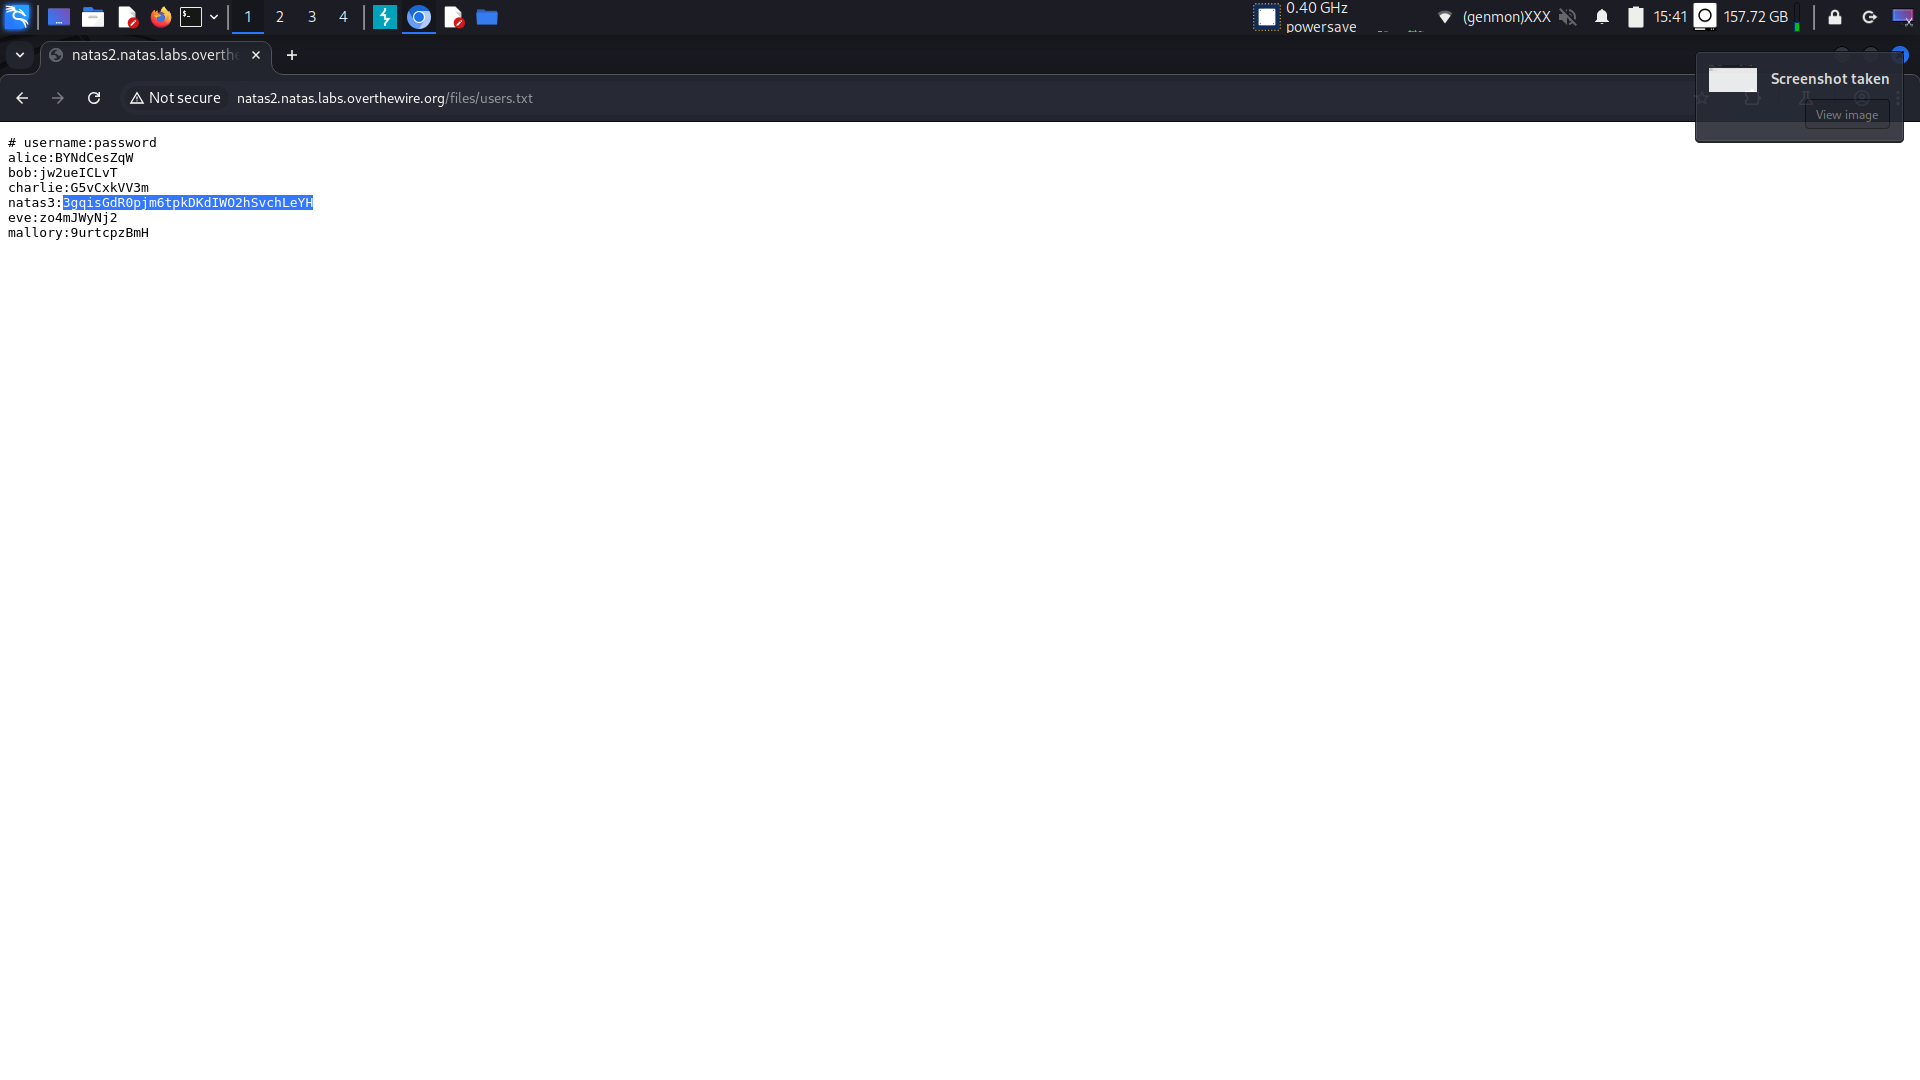 1 2 3 4
0.40 GHz
powersave
(genmon)XXX
15:41
157.72 GB
natas2.natas.labs.overthe
Not secure
natas2.natas.labs.overthewire.org/files/users.txt
Screenshot taken
View image
# username:password
alice:BYNdCesZqW
bob:jw2ueICLvT
charlie:G5vCxkVV3m
natas3:3gqisGdR0pjm6tpkDKdIWO2hSvchLeYH
eve:zo4mJWyNj2
mallory:9urtcpzBmH